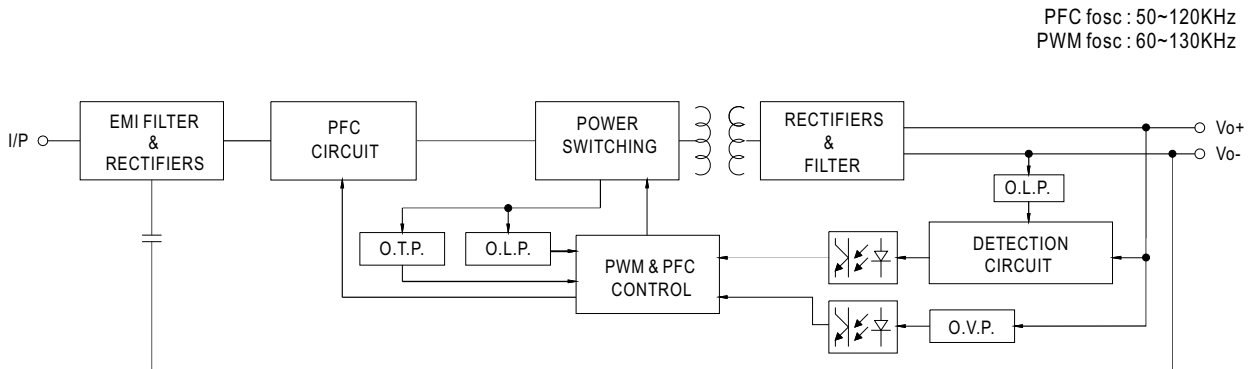 PFC fosc : 50~120KHz
PWM fosc : 60~130KHz
I/P
EMI FILTER
&
RECTIFIERS
PFC
CIRCUIT
POWER
SWITCHING
RECTIFIERS
&
FILTER
Vo+
Vo-
O.L.P.
O.T.P.
O.L.P.
PWM & PFC
CONTROL
DETECTION
CIRCUIT
O.V.P.